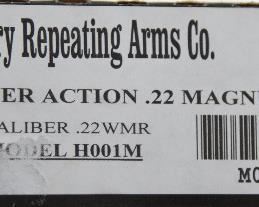 ry Repeating Arms Co.
ER ACTION .22 MAGN
ALIBER .22WMR
MODEL H001M
MO